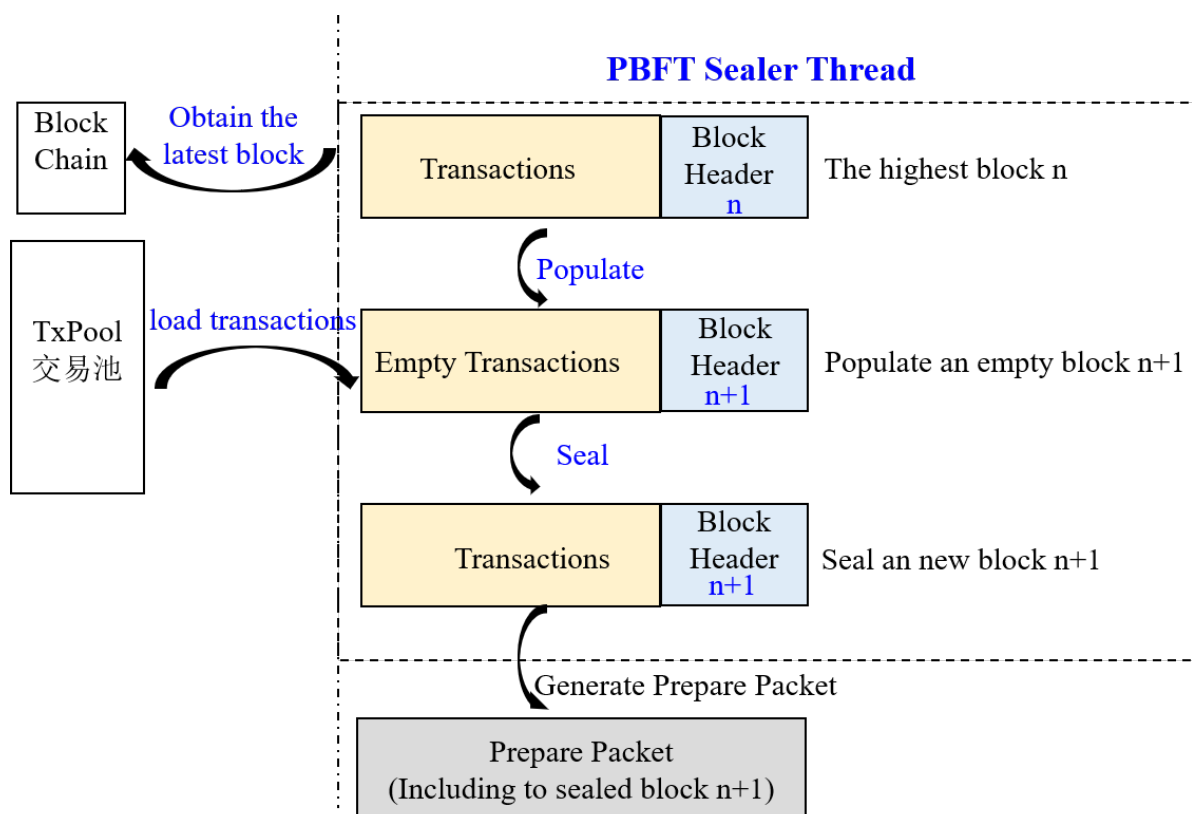 PBFT Sealer Thread
Block
Chain
Obtain the
latest block
Transactions
Block
Header
n
The highest block n
Populate
TxPool
交易池
load transactions
Empty Transactions
Block
Header
n+1
Populate an empty block n+1
Seal
Transactions
Block
Header
n+1
Seal an new block n+1
Generate Prepare Packet
Prepare Packet
(Including to sealed block n+1)